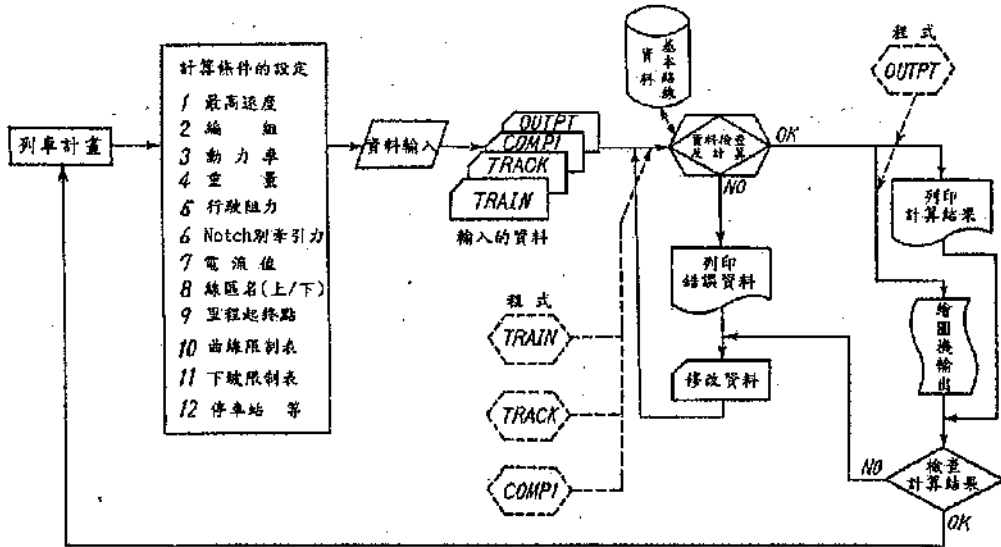 列車計畫
計算條件的設定
1 最高速度
2 編 組
3 動力車
4 重 量
5 行駛阻力
6 Notch別牽引力
7 電流值
8 線區名(上/下)
9 里程起終點
10 曲線限制表
11 下坡限制表
12 停車站 等
資料輸入
OUTPT
COMP1
TRACK
TRAIN
輸入的資料
程 式
TRAIN
TRACK
COMP1
基本路線
資料
資料檢查
及計算
OK
NO
列印
錯誤資料
修改資料
程 式
OUTPT
列印
計算結果
繪圖機輸出
檢查
計算結果
NO
OK